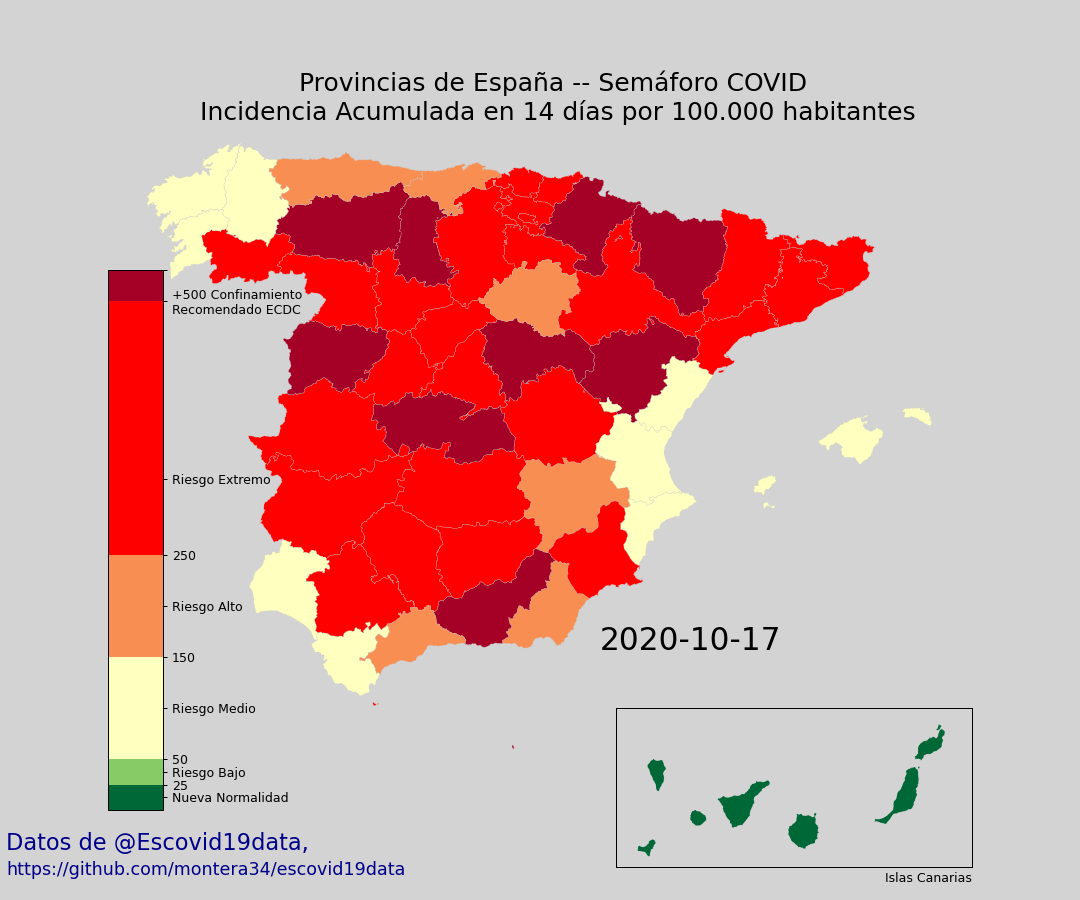 Provincias de España -- Semáforo COVID
Incidencia Acumulada en 14 días por 100.000 habitantes
+500 Confinamiento
Recomendado ECDC
Riesgo Extremo
250
Riesgo Alto
150
Riesgo Medio
50
Riesgo Bajo
25
Nueva Normalidad
2020-10-17
Islas Canarias
Datos de @Escovid19data,
https://github.com/montera34/escovid19data